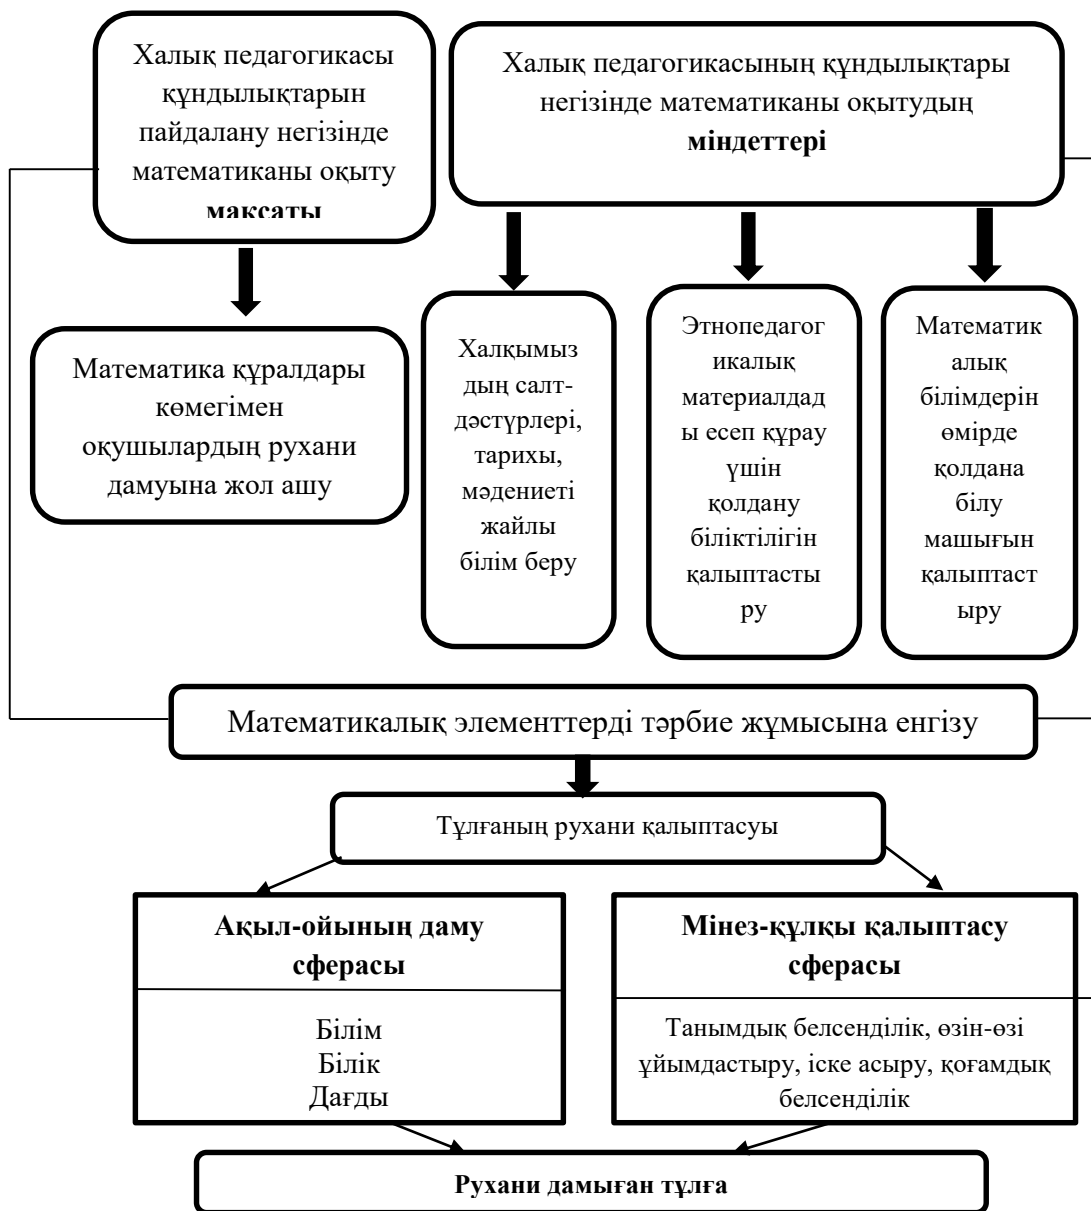 Халық педагогикасы
құндылықтарын
пайдалану негізінде
математиканы оқыту
мақсаты
Халық педагогикасының құндылықтары
негізінде математиканы оқытудың
міндеттері
Математика құралдары
көмегімен
оқушылардың рухани
дамуына жол ашу
Халқымыз
дың салт-
дәстүрлері,
тарихы,
мәдениеті
жайлы
білім беру
Этнопедагог
икалық
материалдад
ы есеп құрау
үшін
қолдану
біліктілігін
қалыптасты
ру
Математик
алық
білімдерін
өмірде
қолдана
білу
машығын
қалыптаст
ыру
Математикалық элементтерді тәрбие жұмысына енгізу
Тұлғаның рухани қалыптасуы
Ақыл-ойының даму
сферасы
Білім
Білік
Дағды
Мінез-құлқы қалыптасу
сферасы
Танымдық белсенділік, өзін-өзі
ұйымдастыру, іске асыру, қоғамдық
белсенділік
Рухани дамыған тұлға